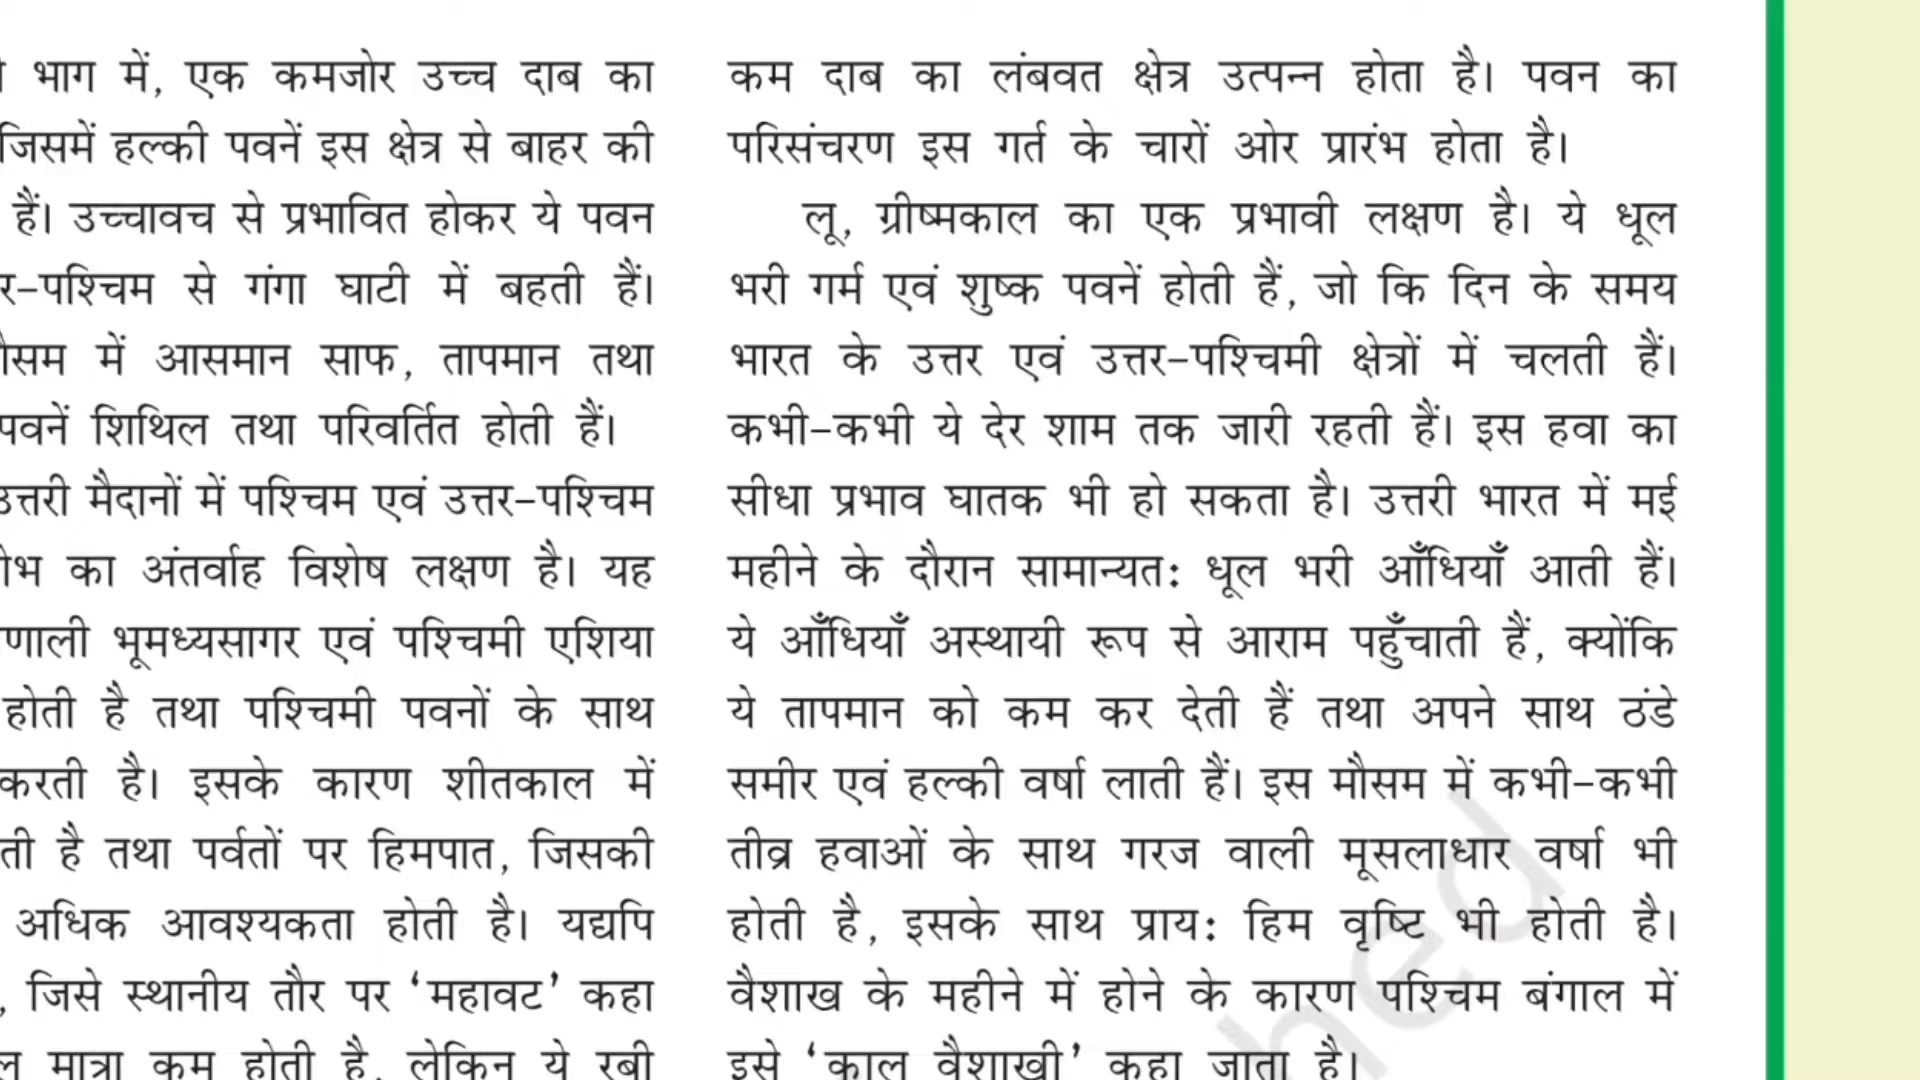 भाग में, एक कमजोर उच्च दाब का
जिसमें हल्की पवनें इस क्षेत्र से बाहर की
हैं। उच्चावच से प्रभावित होकर ये पवन
र-पश्चिम से गंगा घाटी में बहती हैं।
में आसमान साफ, तापमान तथा
पवनें शिथिल तथा परिवर्तित होती हैं।
उत्तरी मैदानों में पश्चिम एवं उत्तर-पश्चिम
का अंतर्वाह विशेष लक्षण है। यह
भूमध्यसागर एवं पश्चिमी एशिया
होती है तथा पश्चिमी पवनों के साथ
करती है। इसके कारण शीतकाल में
ती है तथा पर्वतों पर हिमपात, जिसकी
अधिक आवश्यकता होती है। यद्यपि
, जिसे स्थानीय तौर पर ‘महावट’ कहा
मात्रा कम होती है, लेकिन ये रबी
कम दाब का लंबवत क्षेत्र उत्पन्न होता है। पवन का
परिसंचरण इस गर्त के चारों ओर प्रारंभ होता है।
लू, ग्रीष्मकाल का एक प्रभावी लक्षण है। ये धूल
भरी गर्म एवं शुष्क पवनें होती हैं, जो कि दिन के समय
भारत के उत्तर एवं उत्तर-पश्चिमी क्षेत्रों में चलती हैं।
कभी-कभी ये देर शाम तक जारी रहती हैं। इस हवा का
सीधा प्रभाव घातक भी हो सकता है। उत्तरी भारत में मई
महीने के दौरान सामान्यतः धूल भरी आँधियाँ आती हैं।
ये आँधियाँ अस्थायी रूप से आराम पहुँचाती हैं, क्योंकि
ये तापमान को कम कर देती हैं तथा अपने साथ ठंडे
समीर एवं हल्की वर्षा लाती हैं। इस मौसम में कभी-कभी
तीव्र हवाओं के साथ गरज वाली मूसलाधार वर्षा भी
होती है, इसके साथ प्रायः हिम वृष्टि भी होती है।
वैशाख के महीने में होने के कारण पश्चिम बंगाल में
इसे ‘काल वैशाखी’ कहा जाता है।
hed